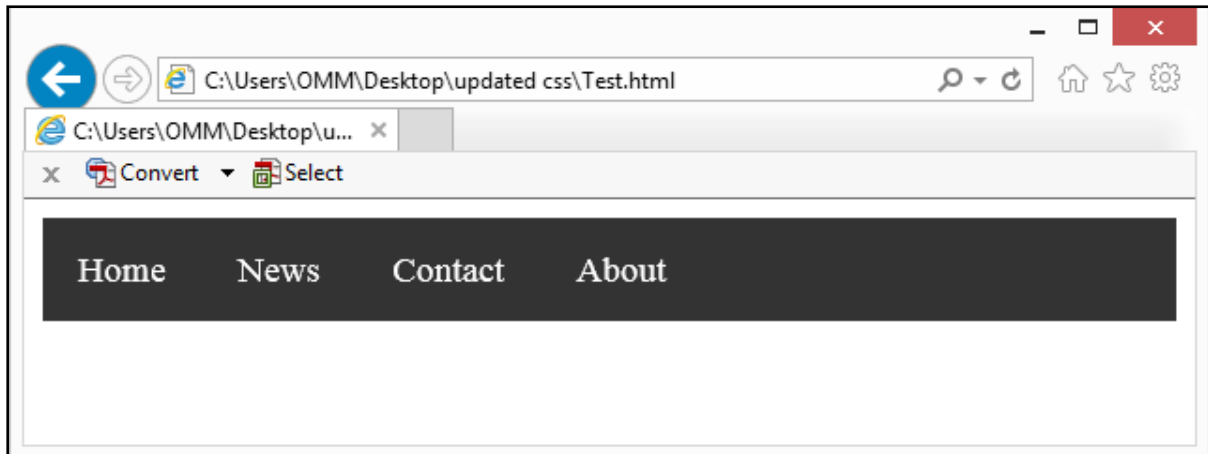 C:\Users\OMM\Desktop\updated css\Test.html
C:\Users\OMM\Desktop\u...
Convert Select
Home News Contact About